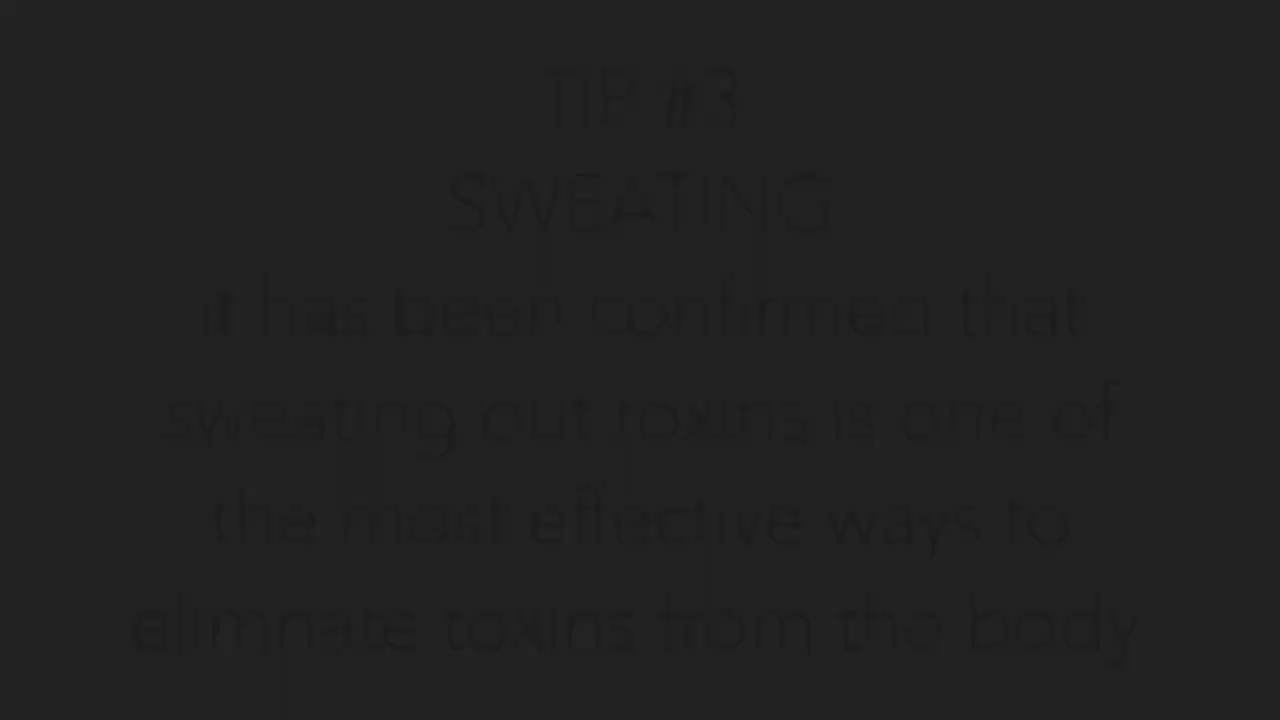 TIP #3
SWEATING
it has been confirmed that
sweating out toxins is one of
the most effective ways to
elimnate toxins from the body